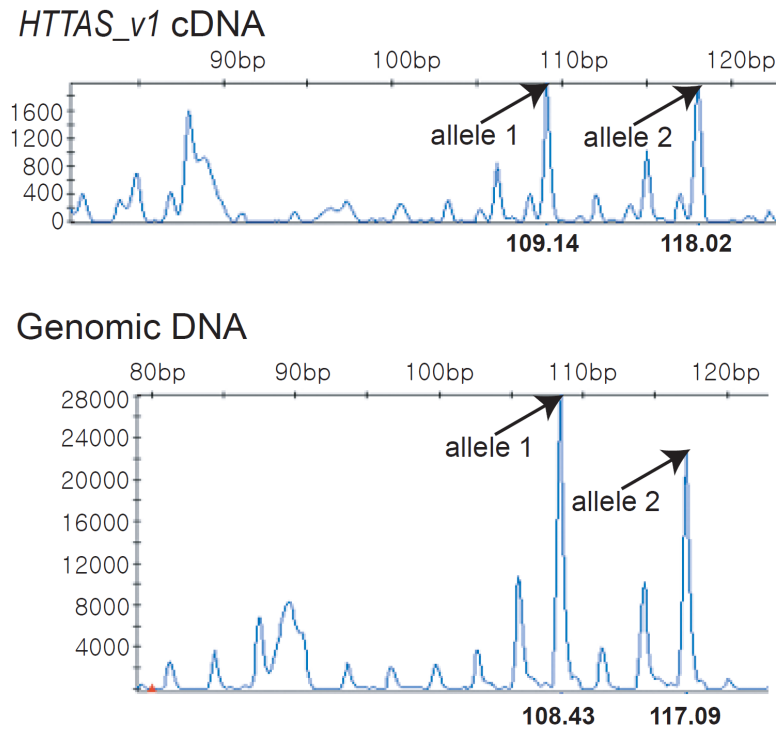 HTTAS_v1 cDNA
90bp 100bp 110bp 120bp
1600
1200
800
400
0
allele 1
allele 2
109.14 118.02
Genomic DNA
80bp 90bp 100bp 110bp 120bp
28000
24000
20000
16000
12000
8000
4000
allele 1
allele 2
108.43 117.09